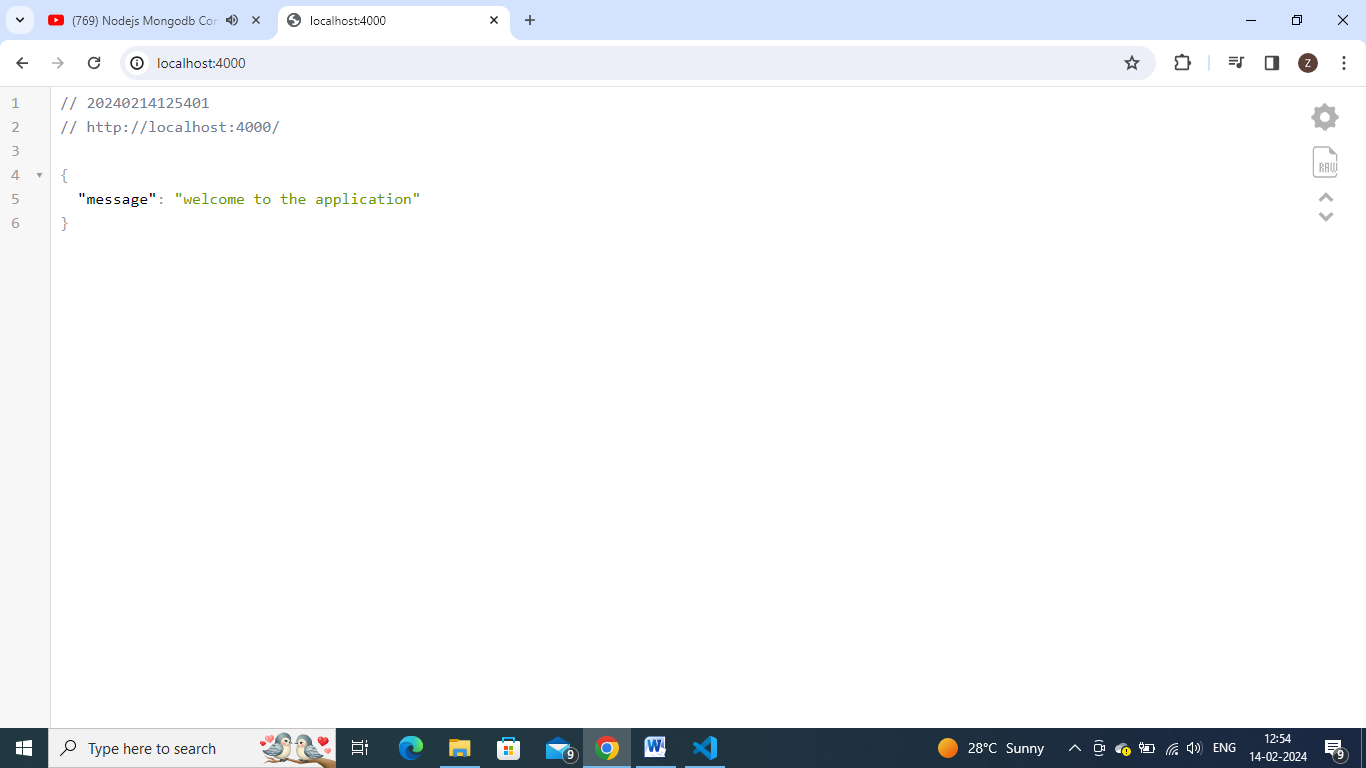 (769) Nodejs Mongodb Con
localhost:4000
localhost:4000
Z
1 // 20240214125401
2 // http://localhost:4000/
3
4 {
5 "message": "welcome to the application"
6 }
RAW
Type here to search
9
W
28°C Sunny
ENG
12:54
14-02-2024
9